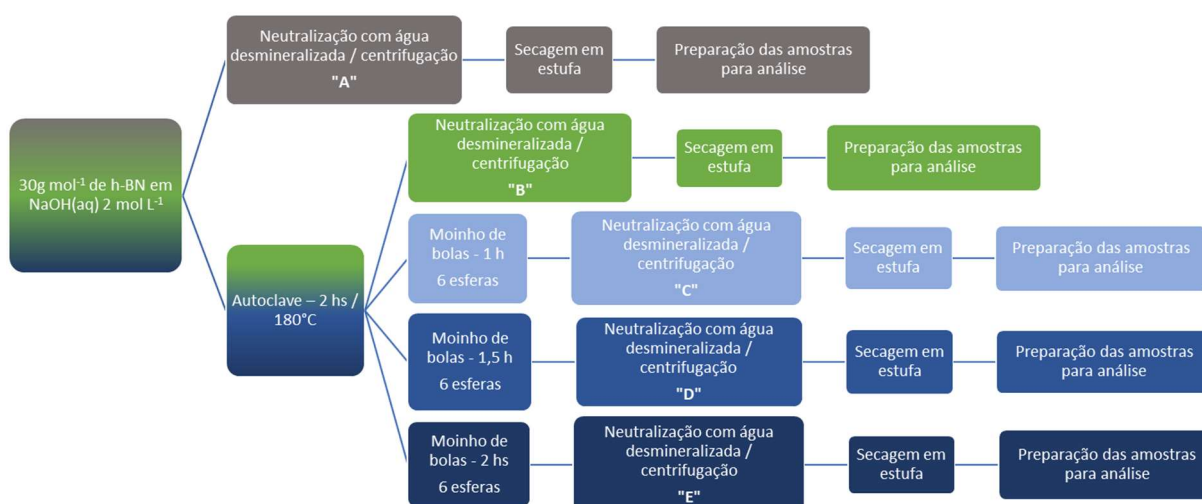 30g mol⁻¹ de h-BN em
NaOH(aq) 2 mol L⁻¹
Neutralização com água
desmineralizada / centrifugação
"A"
Secagem em
estufa
Preparação das amostras
para análise
Autoclave – 2 hs /
180°C
Neutralização com água
desmineralizada /
centrifugação
"B"
Secagem em
estufa
Preparação das amostras
para análise
Moinho de
bolas - 1 h
6 esferas
Neutralização com água
desmineralizada /
centrifugação
"C"
Secagem em
estufa
Preparação das amostras
para análise
Moinho de
bolas - 1,5 h
6 esferas
Neutralização com água
desmineralizada /
centrifugação
"D"
Secagem em
estufa
Preparação das amostras
para análise
Moinho de
bolas - 2 hs
6 esferas
Neutralização com água
desmineralizada /
centrifugação
"E"
Secagem em
estufa
Preparação das amostras
para análise